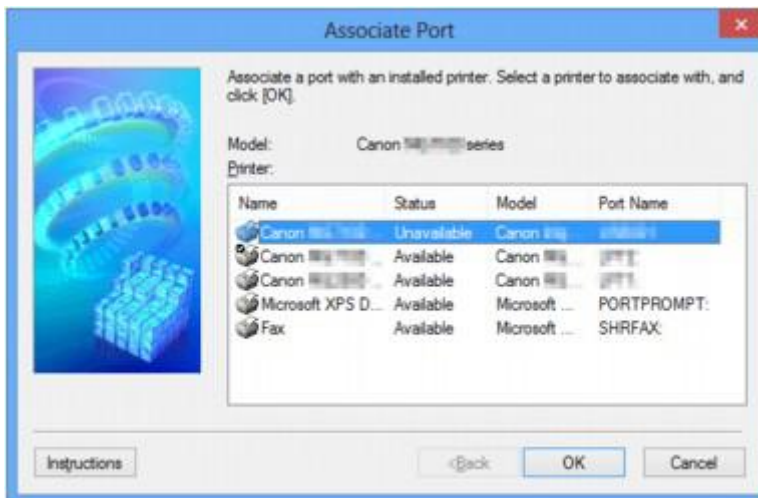 Associate Port
Associate a port with an installed printer. Select a printer to associate with, and
click [OK].
Model: Canon series
Printer:
Name Status Model Port Name
Canon Unavailable Canon
Canon ... Available Canon ...
Canon ... Available Canon ...
Microsoft XPS D... Available Microsoft ... PORTPROMPT:
Fax Available Microsoft ... SHRFAX:
Instructions <Back OK Cancel